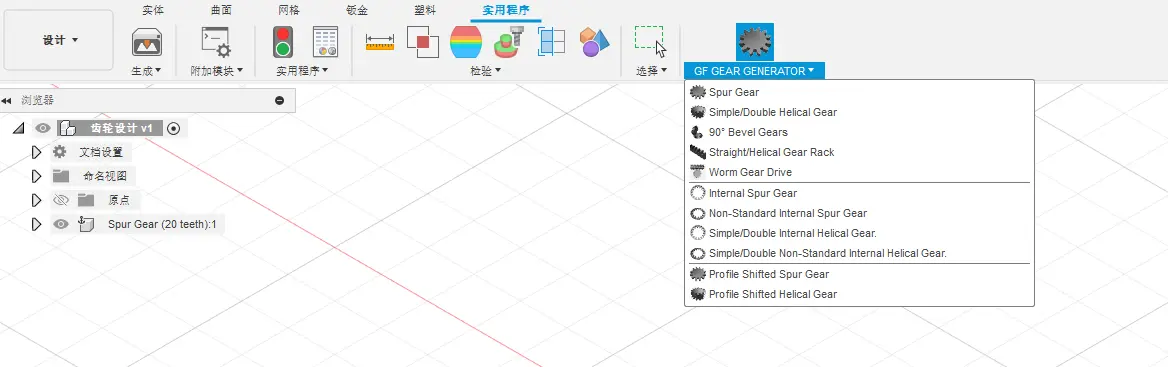 实体 曲面 网格 钣金 塑料 实用程序
设计
生成 附加模块 实用程序 检验 选择 GF GEAR GENERATOR
浏览器
齿轮设计 v1
文档设置
命名视图
原点
Spur Gear (20 teeth):1
Spur Gear
Simple/Double Helical Gear
90° Bevel Gears
Straight/Helical Gear Rack
Worm Gear Drive
Internal Spur Gear
Non-Standard Internal Spur Gear
Simple/Double Internal Helical Gear.
Simple/Double Non-Standard Internal Helical Gear.
Profile Shifted Spur Gear
Profile Shifted Helical Gear